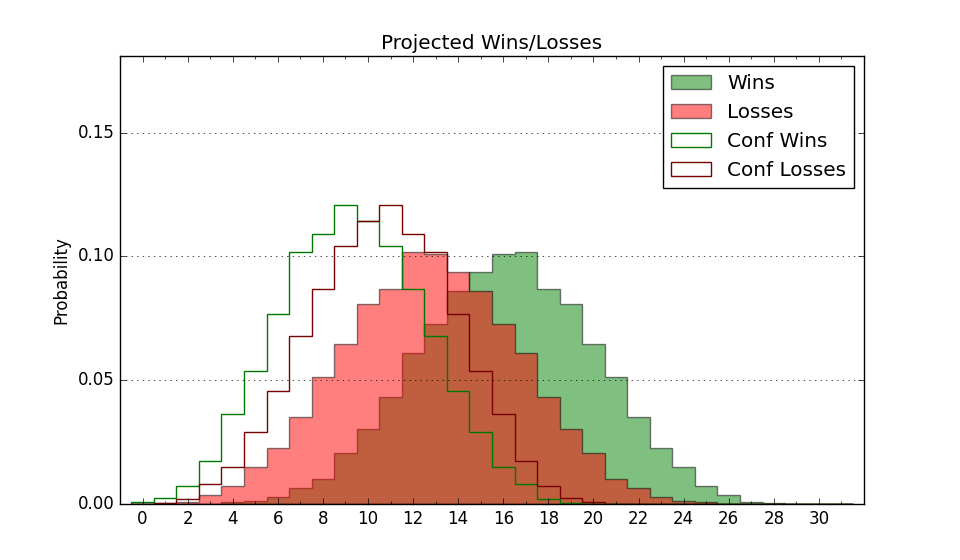 Projected Wins/Losses
Wins
Losses
Conf Wins
Conf Losses
Probability
0.15
0.10
0.05
0.00
0 2 4 6 8 10 12 14 16 18 20 22 24 26 28 30